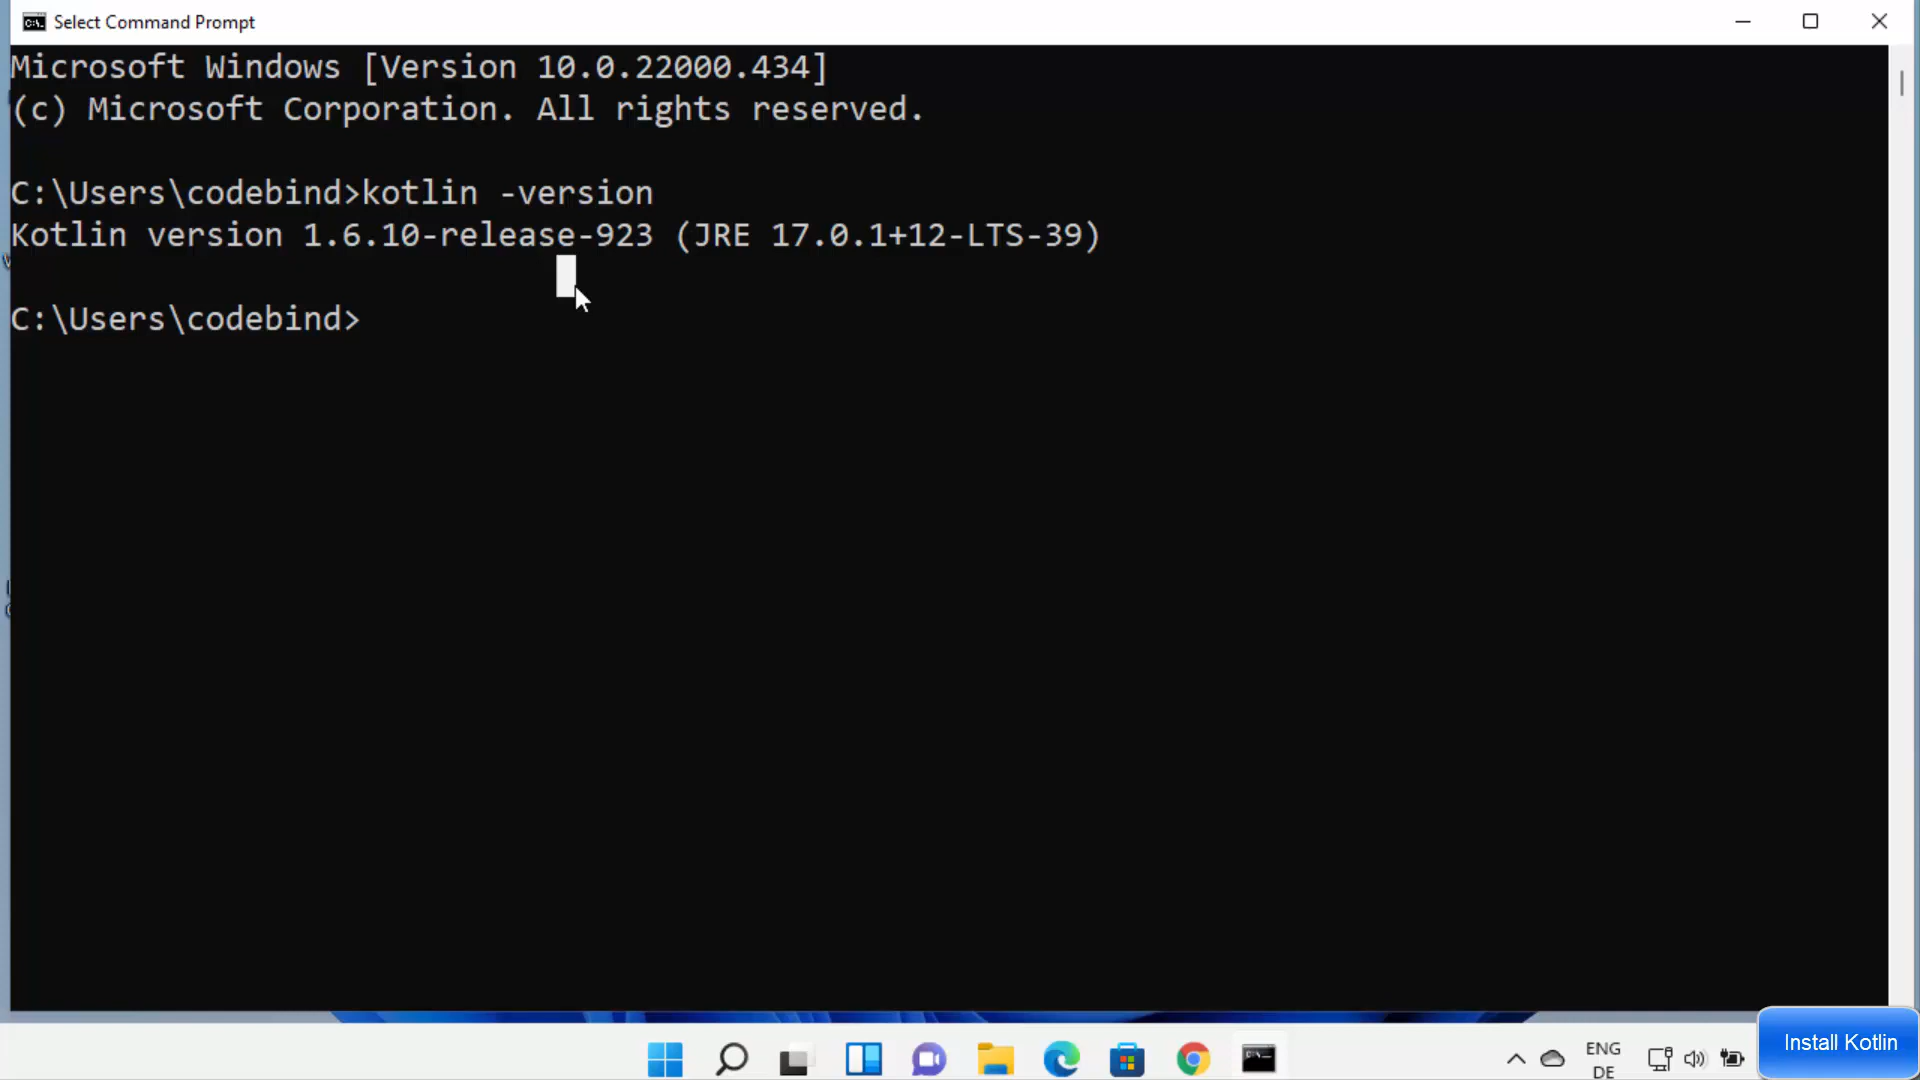 Select Command Prompt
Microsoft Windows [Version 10.0.22000.434]
(c) Microsoft Corporation. All rights reserved.
C:\Users\codebind>kotlin -version
Kotlin version 1.6.10-release-923 (JRE 17.0.1+12-LTS-39)
C:\Users\codebind>
ENG
DE
Install Kotlin